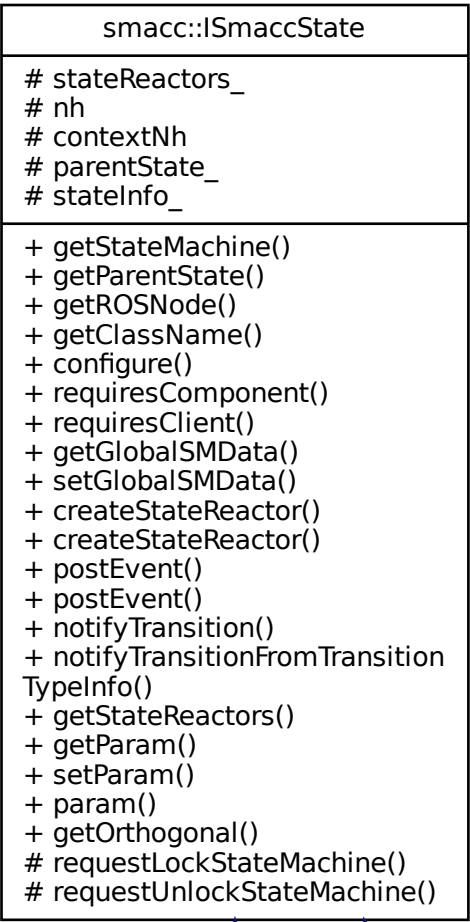 smacc::ISmaccState
# stateReactors_
# nh
# contextNh
# parentState_
# stateInfo_
+ getStateMachine()
+ getParentState()
+ getROSNode()
+ getClassName()
+ configure()
+ requiresComponent()
+ requiresClient()
+ getGlobalSMData()
+ setGlobalSMData()
+ createStateReactor()
+ createStateReactor()
+ postEvent()
+ postEvent()
+ notifyTransition()
+ notifyTransitionFromTransition
TypeInfo()
+ getStateReactors()
+ getParam()
+ setParam()
+ param()
+ getOrthogonal()
# requestLockStateMachine()
# requestUnlockStateMachine()